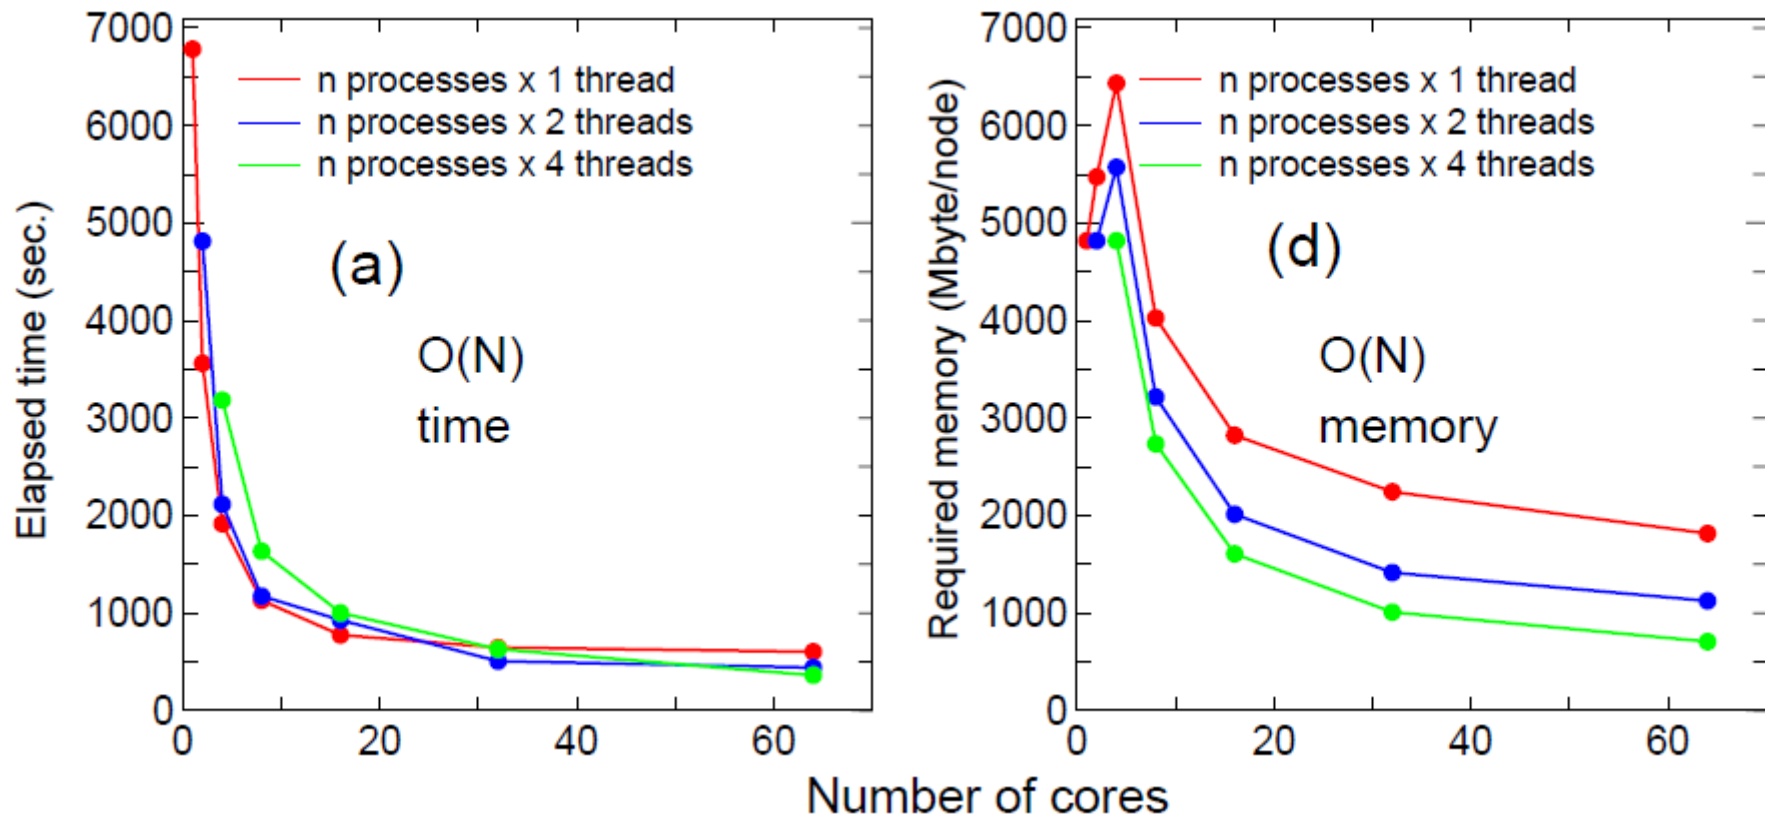 7000
6000
5000
4000
3000
2000
1000
0
0
20
40
60
Elapsed time (sec.)
n processes x 1 thread
n processes x 2 threads
n processes x 4 threads
(a)
O(N)
time
7000
6000
5000
4000
3000
2000
1000
0
0
20
40
60
Required memory (Mbyte/node)
n processes x 1 thread
n processes x 2 threads
n processes x 4 threads
(d)
O(N)
memory
Number of cores